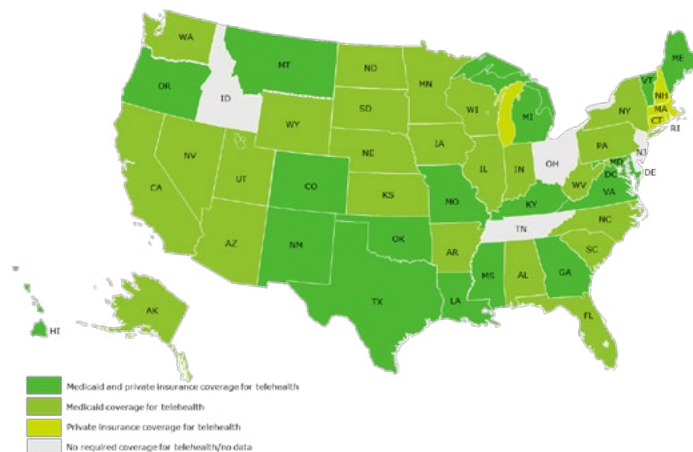 WA
MT
ND
MN
ME
VT
OR
ID
SD
WI
MI
NH
NY
MA
CT
RI
WY
IA
PA
NJ
NE
NV
UT
IL
IN
OH
MD
DE
DC
CO
KS
MO
WV
VA
KY
CA
NC
TN
AZ
NM
OK
AR
SC
MS
AL
GA
TX
LA
AK
FL
HI
Medicaid and private insurance coverage for telehealth
Medicaid coverage for telehealth
Private insurance coverage for telehealth
No required coverage for telehealth/no data